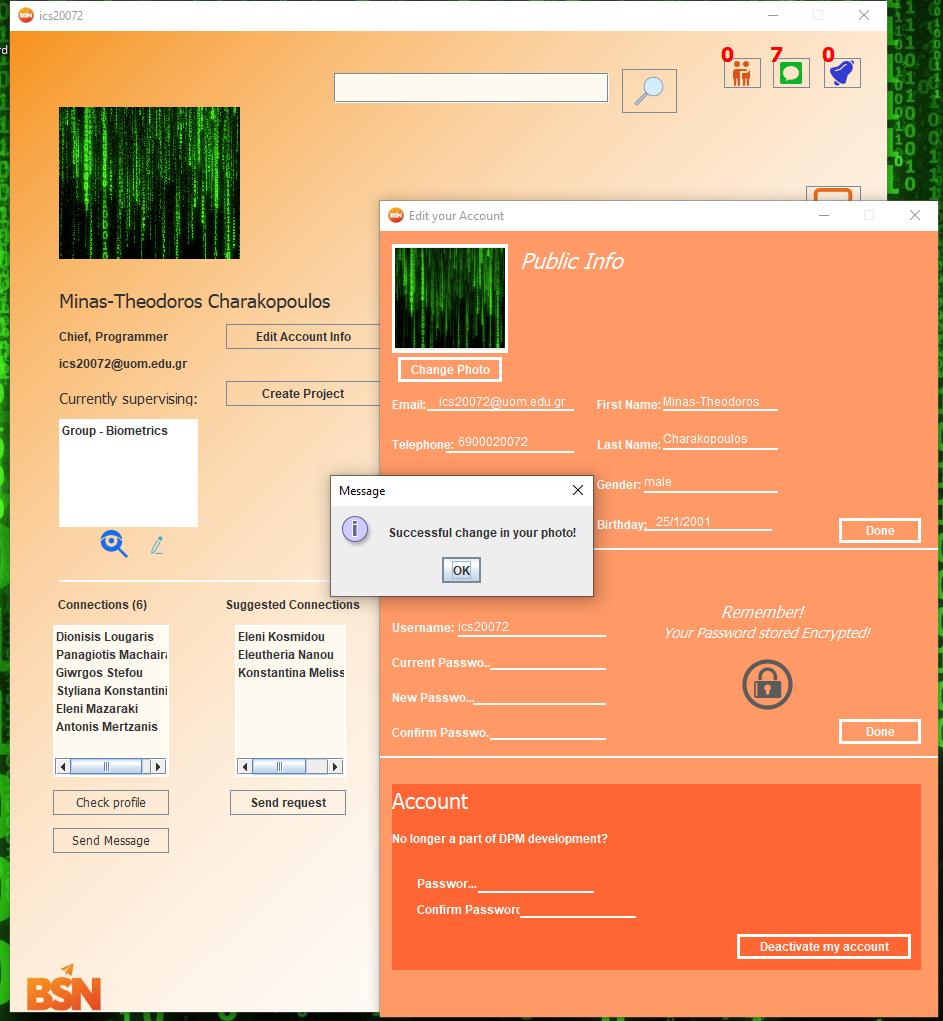 BSN ics20072
rd
0 7 0
Minas-Theodoros Charakopoulos
Chief, Programmer
Edit Account Info
ics20072@uom.edu.gr
Create Project
Currently supervising:
Group - Biometrics
Connections (6)
Suggested Connections
Dionisis Lougaris
Panagiotis Machaira
Giwrgos Stefou
Styliana Konstantini
Eleni Mazaraki
Antonis Mertzanis
Eleni Kosmidou
Eleutheria Nanou
Konstantina Meliss
Check profile
Send request
Send Message
BSN
BSN Edit your Account
Public Info
Change Photo
Email: ics20072@uom.edu.gr
First Name: Minas-Theodoros
Telephone: 6900020072
Last Name: Charakopoulos
Gender: male
Birthday: 25/1/2001
Done
Message
Successful change in your photo!
OK
Username: ics20072
Current Passwo...
New Passwo...
Confirm Passwo...
Remember!
Your Password stored Encrypted!
Done
Account
No longer a part of DPM development?
Passwor...
Confirm Password
Deactivate my account